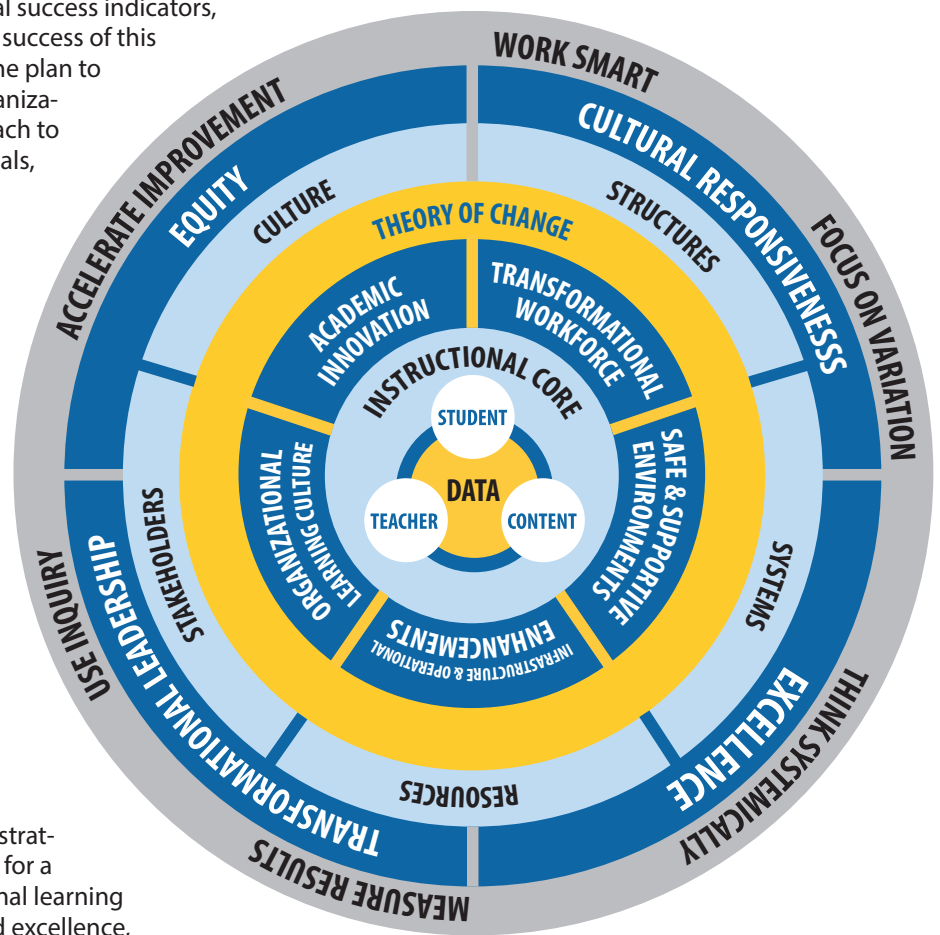 al success indicators,
success of this
ne plan to
aniza-
ach to
als,
WORK SMART
ACCELERATE IMPROVEMENT
FOCUS ON VARIATION
USE INQUIRY
THINK SYSTEMICALLY
MEASURE RESULTS
EQUITY
CULTURAL RESPONSIVENESSS
TRANSFORMATIONAL LEADERSHIP
EXCELLENCE
CULTURE
STRUCTURES
STAKEHOLDERS
SYSTEMS
RESOURCES
THEORY OF CHANGE
ACADEMIC
INNOVATION
TRANSFORMATIONAL
WORKFORCE
ORGANIZATIONAL
LEARNING CULTURE
SAFE & SUPPORTIVE
ENVIRONMENTS
INFRASTRUCTURE & OPERATIONAL
ENHANCEMENTS
INSTRUCTIONAL CORE
STUDENT
DATA
TEACHER
CONTENT
strat-
for a
nal learning
d excellence,